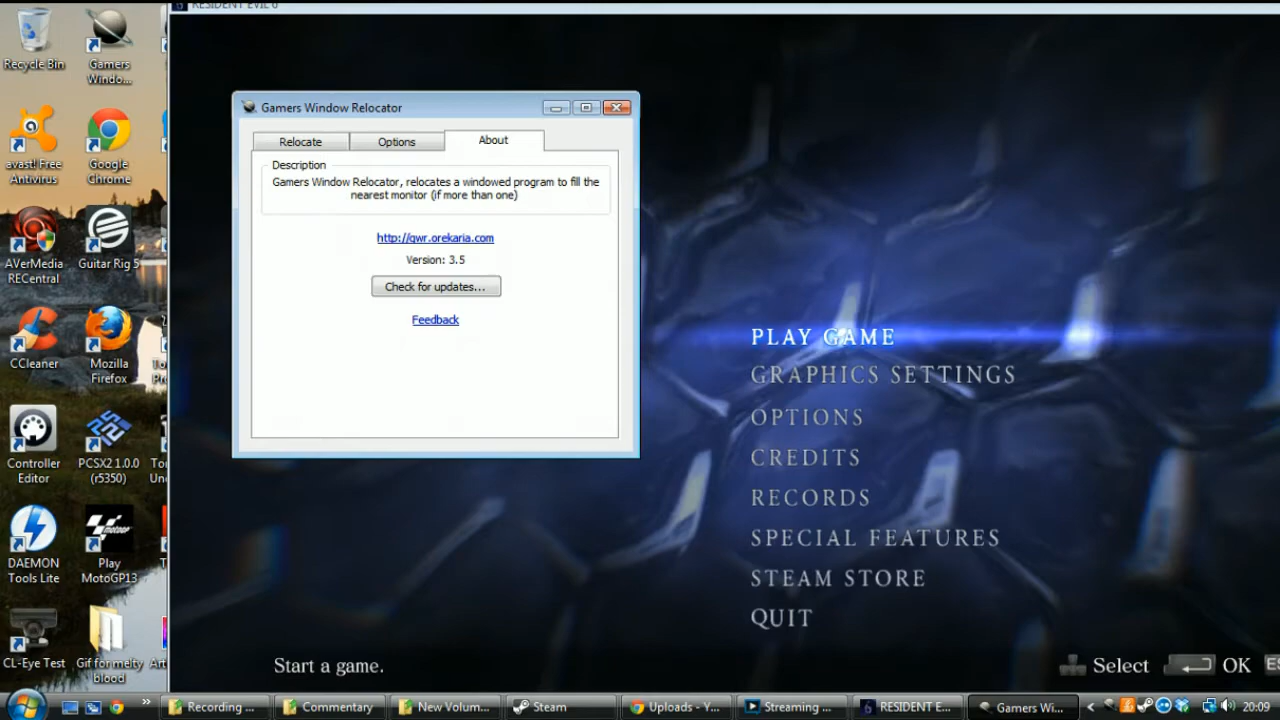 RESIDENT EVIL 6
Recycle Bin
Gamers
Windo...
avast! Free
Antivirus
Google
Chrome
AVerMedia
RECentral
Guitar Rig 5
CCleaner
Mozilla
Firefox
Controller
Editor
PCSX2 1.0.0
(r5350)
DAEMON
Tools Lite
Play
MotoGP13
CL-Eye Test
Gif for melty
blood
Gamers Window Relocator
Relocate
Options
About
Description
Gamers Window Relocator, relocates a windowed program to fill the
nearest monitor (if more than one)
http://gwr.orekaria.com
Version: 3.5
Check for updates...
Feedback
PLAY GAME
GRAPHICS SETTINGS
OPTIONS
CREDITS
RECORDS
SPECIAL FEATURES
STEAM STORE
QUIT
Start a game.
Select
OK
Recording ...
Commentary
New Volum...
Steam
Uploads - Y...
Streaming ...
RESIDENT E...
Gamers Wi...
20:09